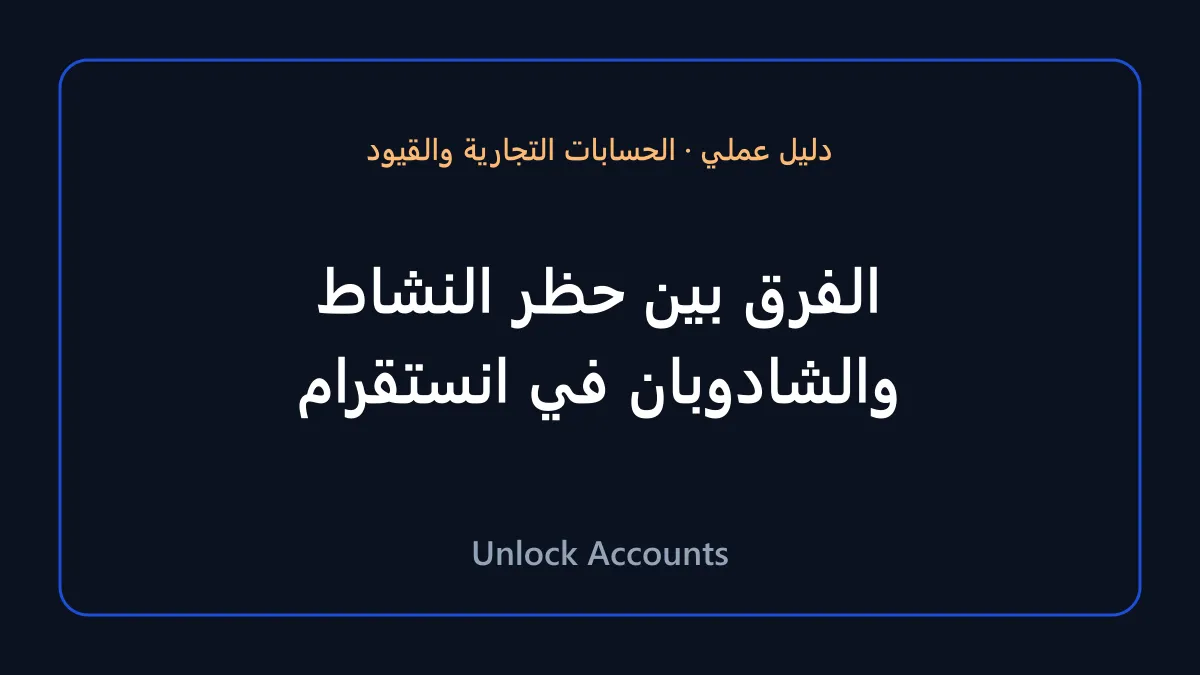 دليل عملي · الحسابات التجارية والقيود
الفرق بين حظر النشاط
والشادوبان في انستقرام
Unlock Accounts